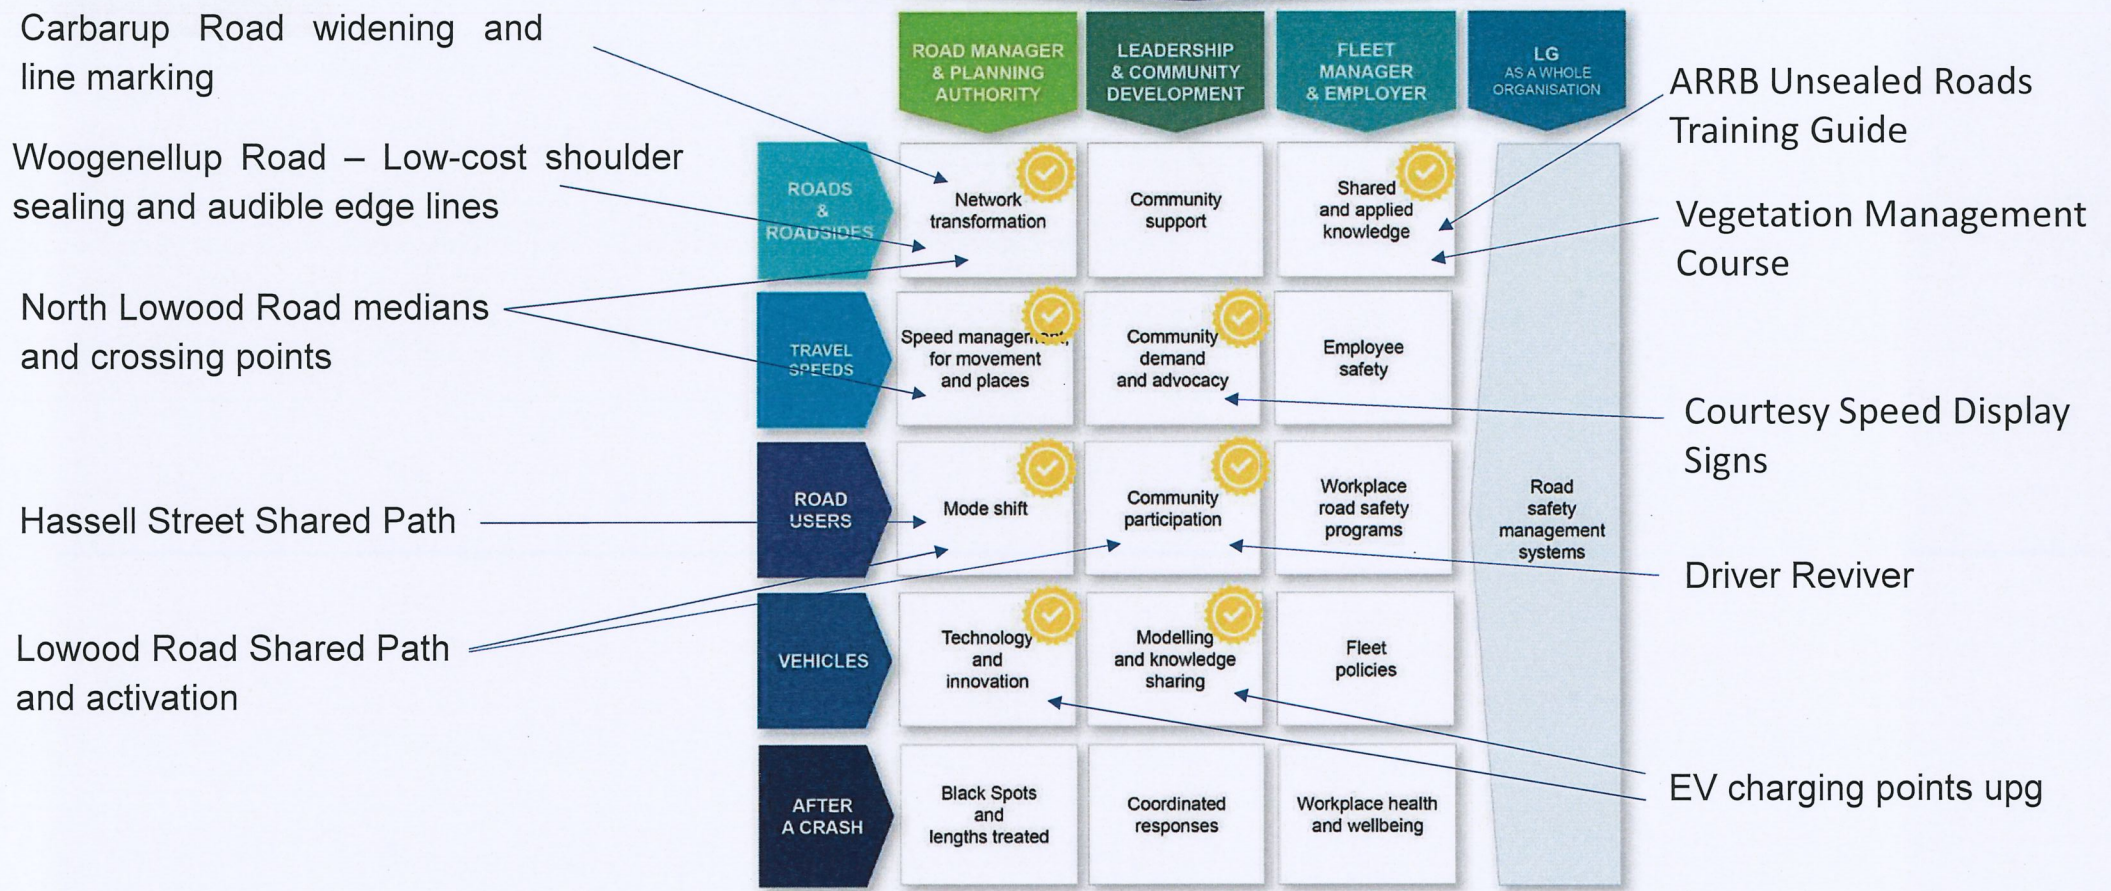 Carbarup Road widening and
line marking
Woogenellup Road – Low-cost shoulder
sealing and audible edge lines
North Lowood Road medians
and crossing points
Hassell Street Shared Path
Lowood Road Shared Path
and activation
ROAD MANAGER
& PLANNING
AUTHORITY
LEADERSHIP
& COMMUNITY
DEVELOPMENT
FLEET
MANAGER
& EMPLOYER
LG
AS A WHOLE
ORGANISATION
ROADS
&
ROADSIDES
Network
transformation
Community
support
Shared
and applied
knowledge
TRAVEL
SPEEDS
Speed management,
for movement
and places
Community
demand
and advocacy
Employee
safety
ROAD
USERS
Mode shift
Community
participation
Workplace
road safety
programs
Road
safety
management
systems
VEHICLES
Technology
and
innovation
Modelling
and knowledge
sharing
Fleet
policies
AFTER
A CRASH
Black Spots
and
lengths treated
Coordinated
responses
Workplace health
and wellbeing
ARRB Unsealed Roads
Training Guide
Vegetation Management
Course
Courtesy Speed Display
Signs
Driver Reviver
EV charging points upg